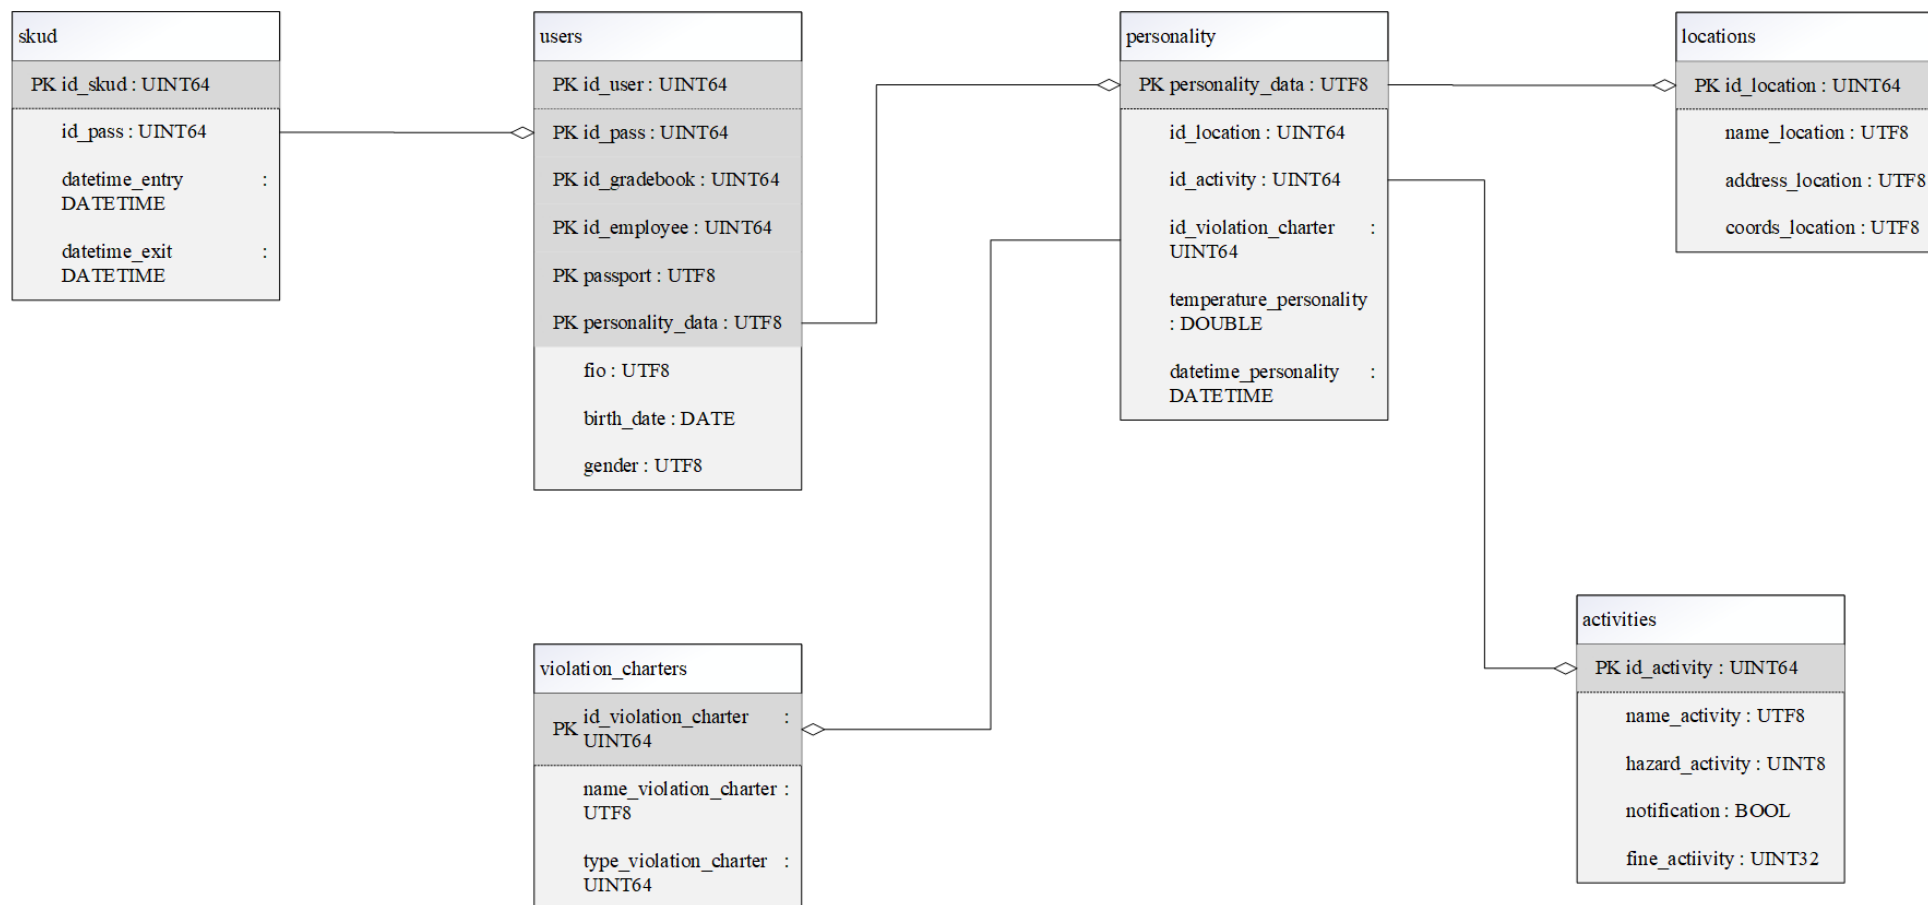 skud
PK id_skud : UINT64
id_pass : UINT64
datetime_entry :
DATETIME
datetime_exit :
DATETIME
users
PK id_user : UINT64
PK id_pass : UINT64
PK id_gradebook : UINT64
PK id_employee : UINT64
PK passport : UTF8
PK personality_data : UTF8
fio : UTF8
birth_date : DATE
gender : UTF8
personality
PK personality_data : UTF8
id_location : UINT64
id_activity : UINT64
id_violation_charter :
UINT64
temperature_personality
: DOUBLE
datetime_personality :
DATETIME
locations
PK id_location : UINT64
name_location : UTF8
address_location : UTF8
coords_location : UTF8
violation_charters
PK id_violation_charter :
UINT64
name_violation_charter :
UTF8
type_violation_charter :
UINT64
activities
PK id_activity : UINT64
name_activity : UTF8
hazard_activity : UINT8
notification : BOOL
fine_actiivity : UINT32